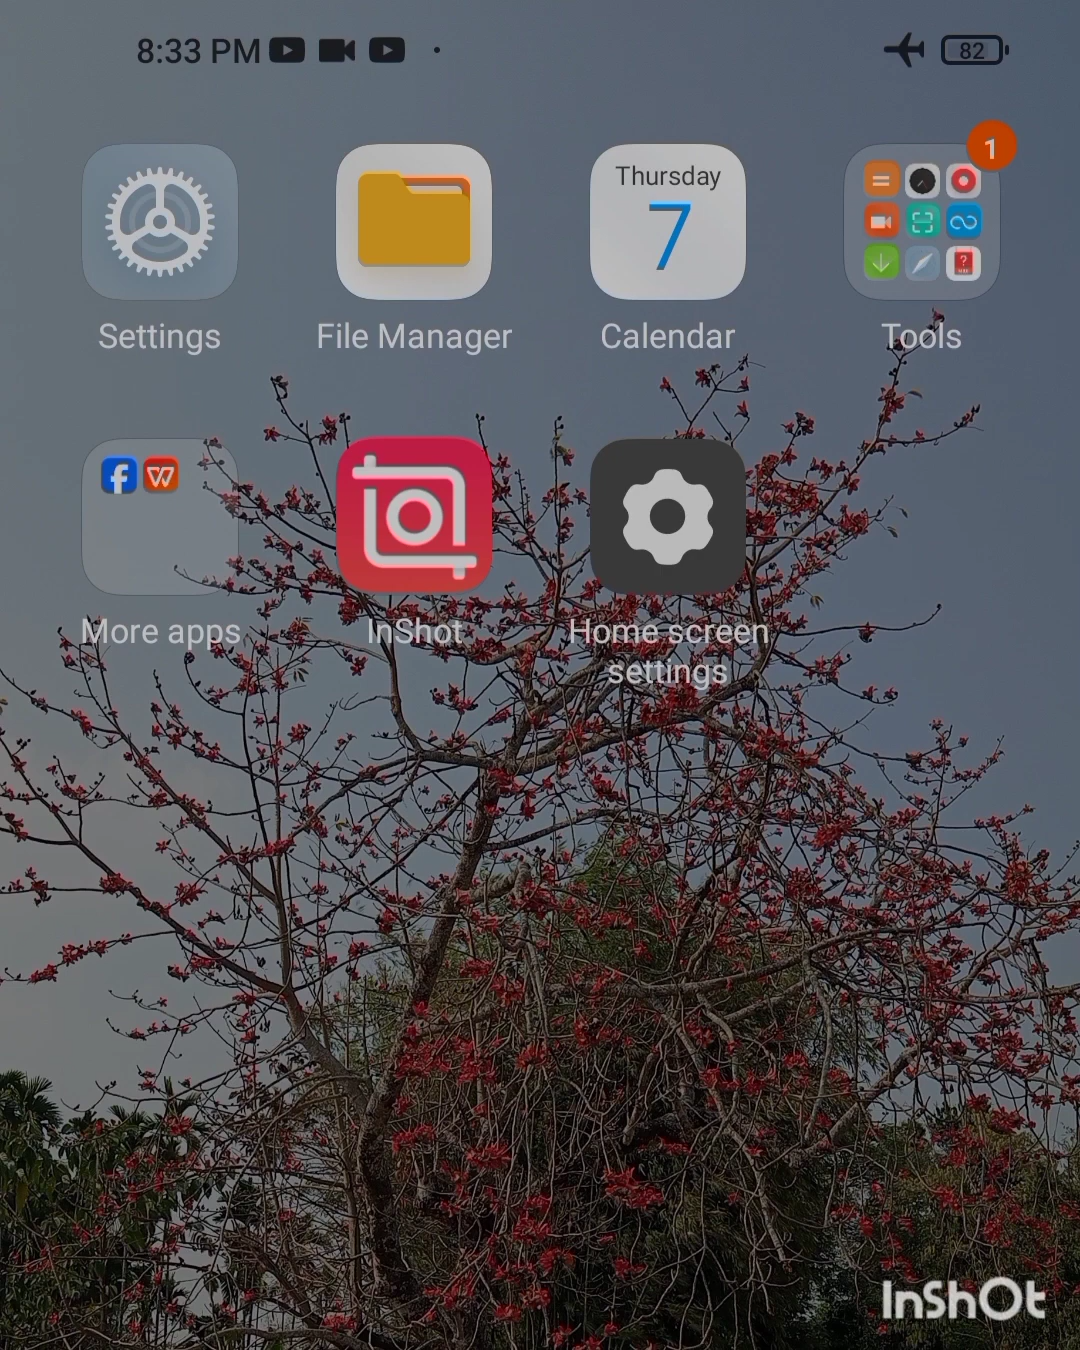 8:33 PM
82
Thursday
7
1
Settings
File Manager
Calendar
Tools
More apps
InShot
Home screen
settings
InShOt